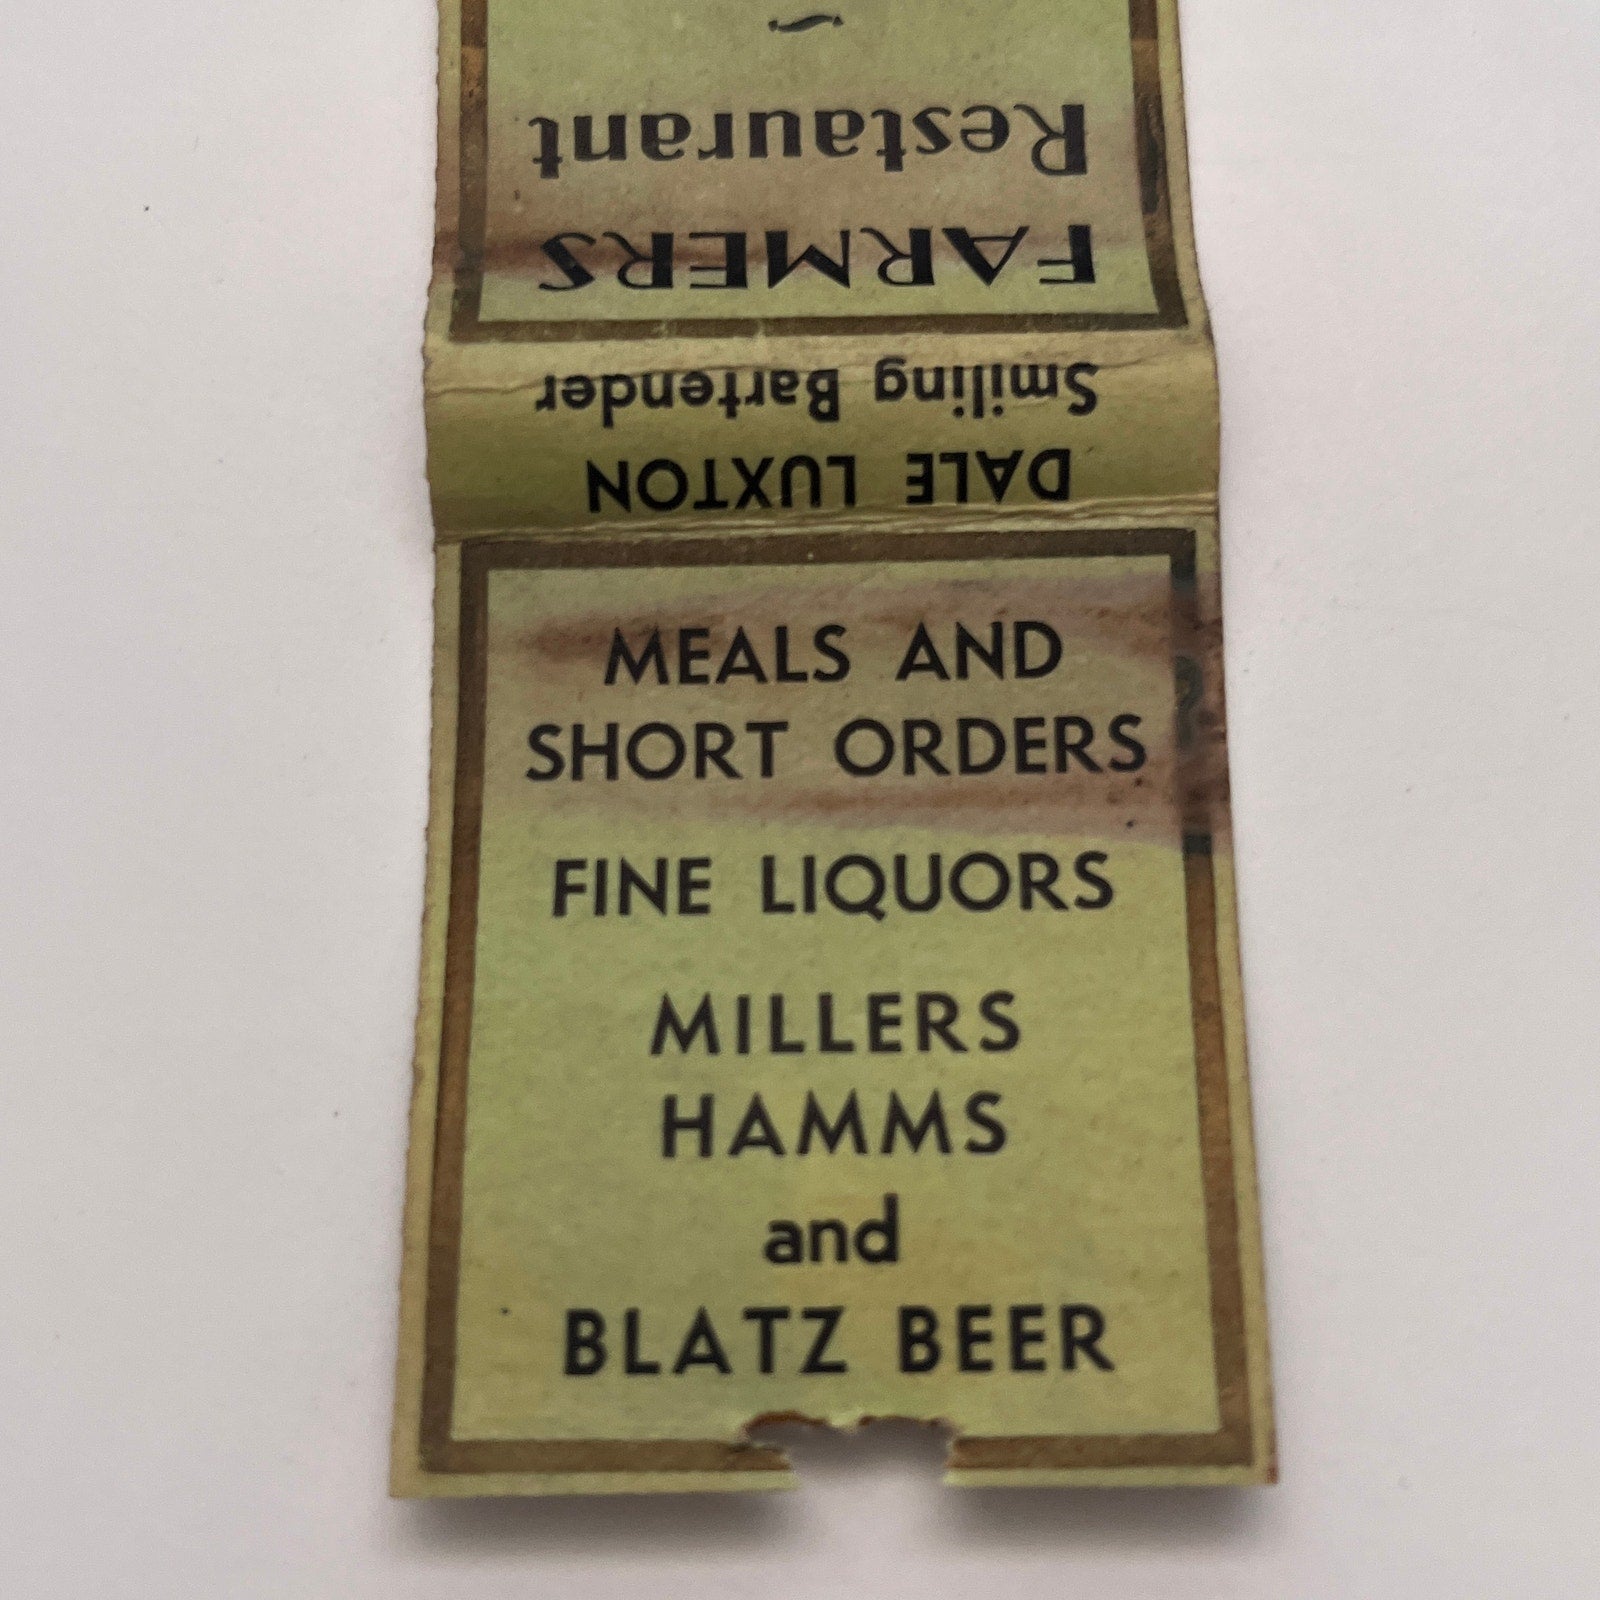 FARMERS
Restaurant
DALE LUXTON
Smiling Bartender
MEALS AND
SHORT ORDERS
FINE LIQUORS
MILLERS
HAMMS
and
BLATZ BEER